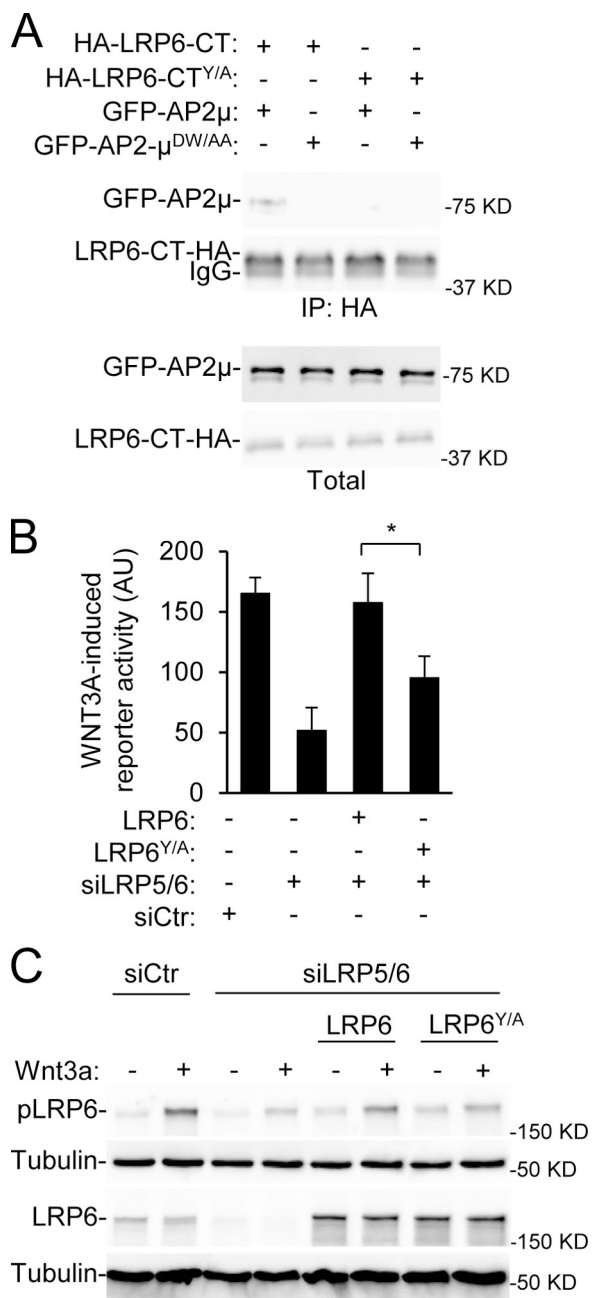 A
HA-LRP6-CT: + + - -
HA-LRP6-CTY/A: - - + +
GFP-AP2μ: + - + -
GFP-AP2-μDW/AA: - + - +
GFP-AP2μ- -75 KD
LRP6-CT-HA-
IgG- -37 KD
IP: HA
GFP-AP2μ- -75 KD
LRP6-CT-HA- -37 KD
Total
B
WNT3A-induced
reporter activity (AU)
*
200
150
100
50
0
LRP6: - - + -
LRP6Y/A: - - - +
siLRP5/6: - + + +
siCtr: + - - -
C
siCtr siLRP5/6
LRP6 LRP6Y/A
Wnt3a: - + - + - + - +
pLRP6- -150 KD
Tubulin- -50 KD
LRP6- -150 KD
Tubulin- -50 KD